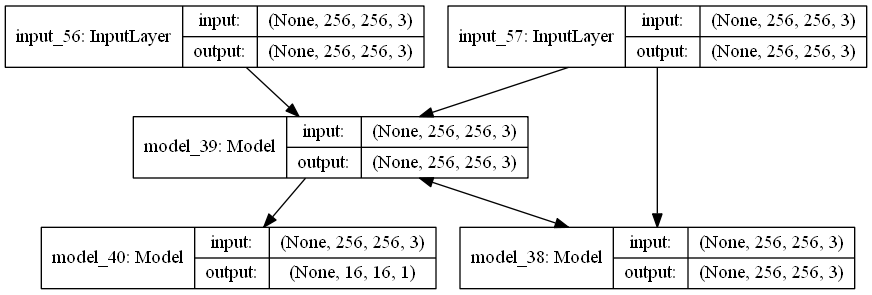 input_56: InputLayer
input: (None, 256, 256, 3)
output: (None, 256, 256, 3)
input_57: InputLayer
input: (None, 256, 256, 3)
output: (None, 256, 256, 3)
model_39: Model
input: (None, 256, 256, 3)
output: (None, 256, 256, 3)
model_40: Model
input: (None, 256, 256, 3)
output: (None, 16, 16, 1)
model_38: Model
input: (None, 256, 256, 3)
output: (None, 256, 256, 3)